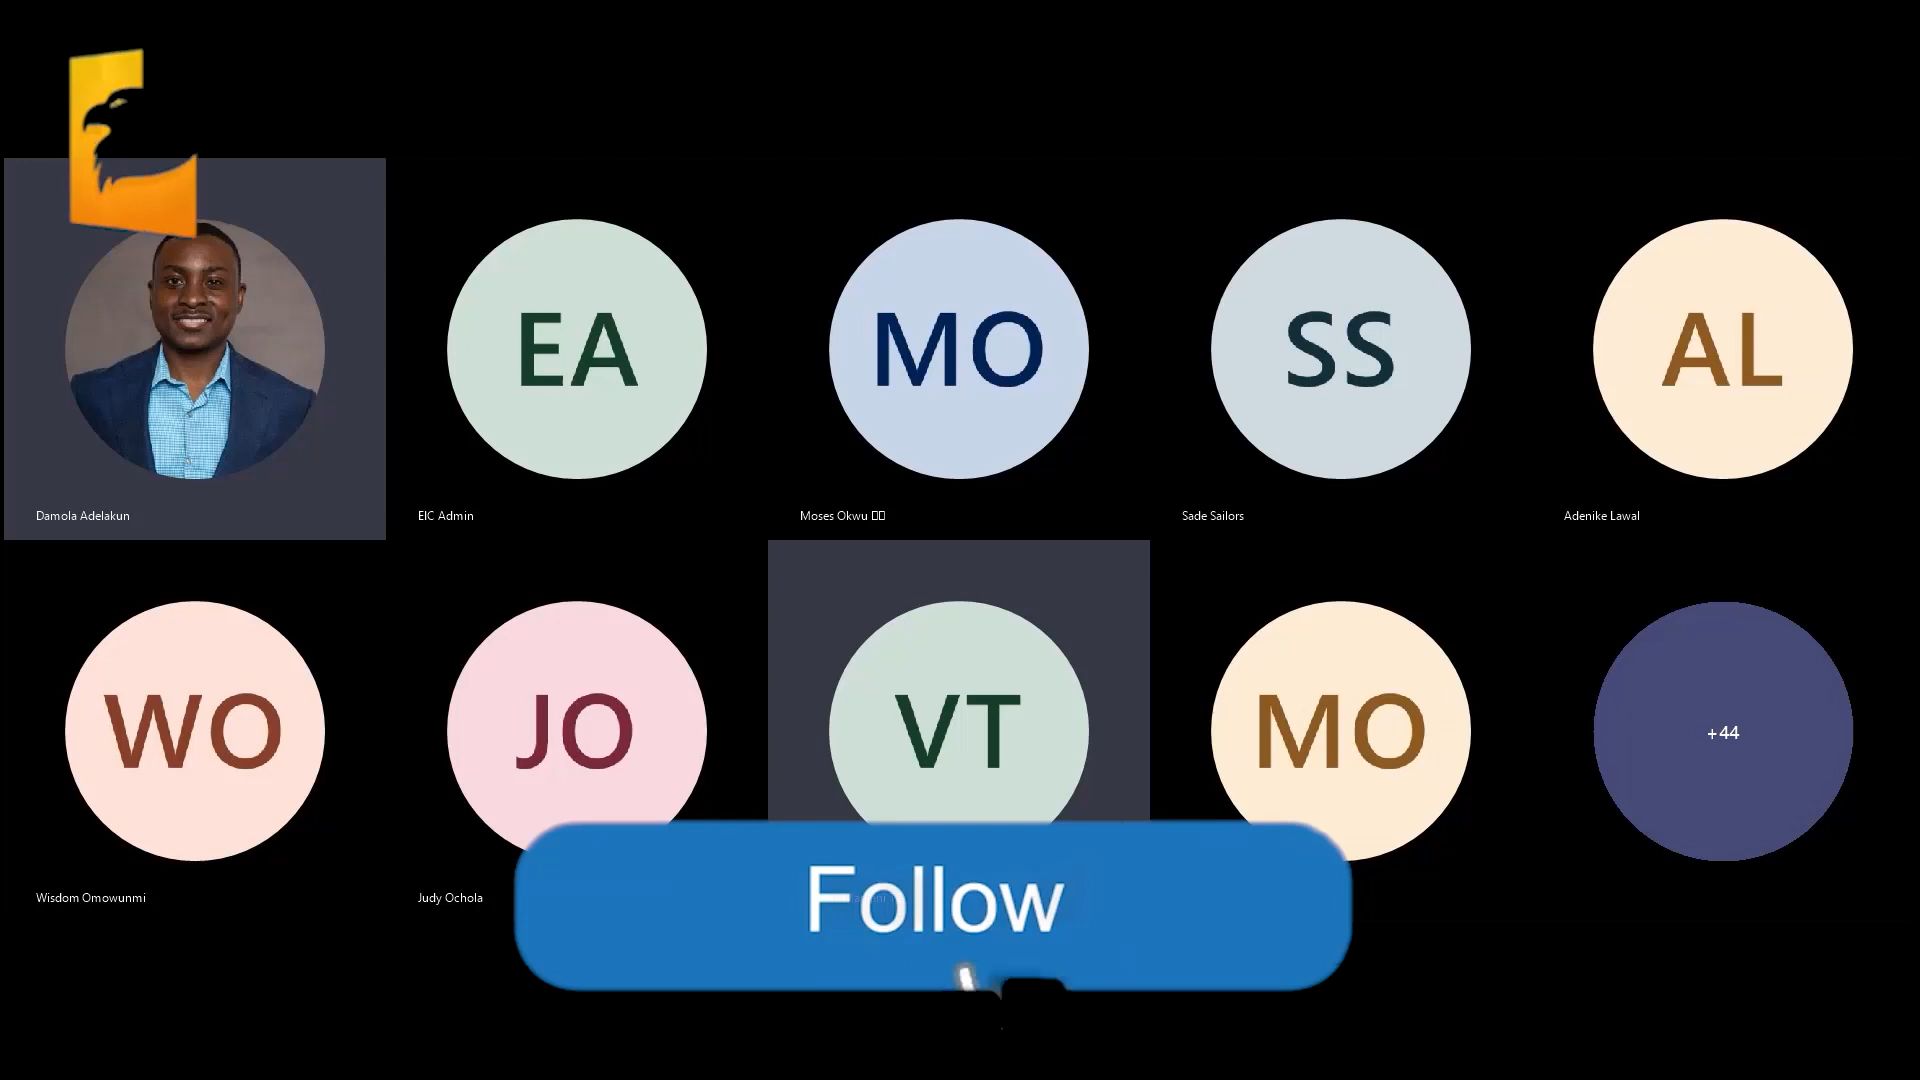 EA
MO
SS
AL
Damola Adelakun
EIC Admin
Moses Okwu
Sade Sailors
Adenike Lawal
WO
JO
VT
MO
+44
Wisdom Omowunmi
Judy Ochola
Follow